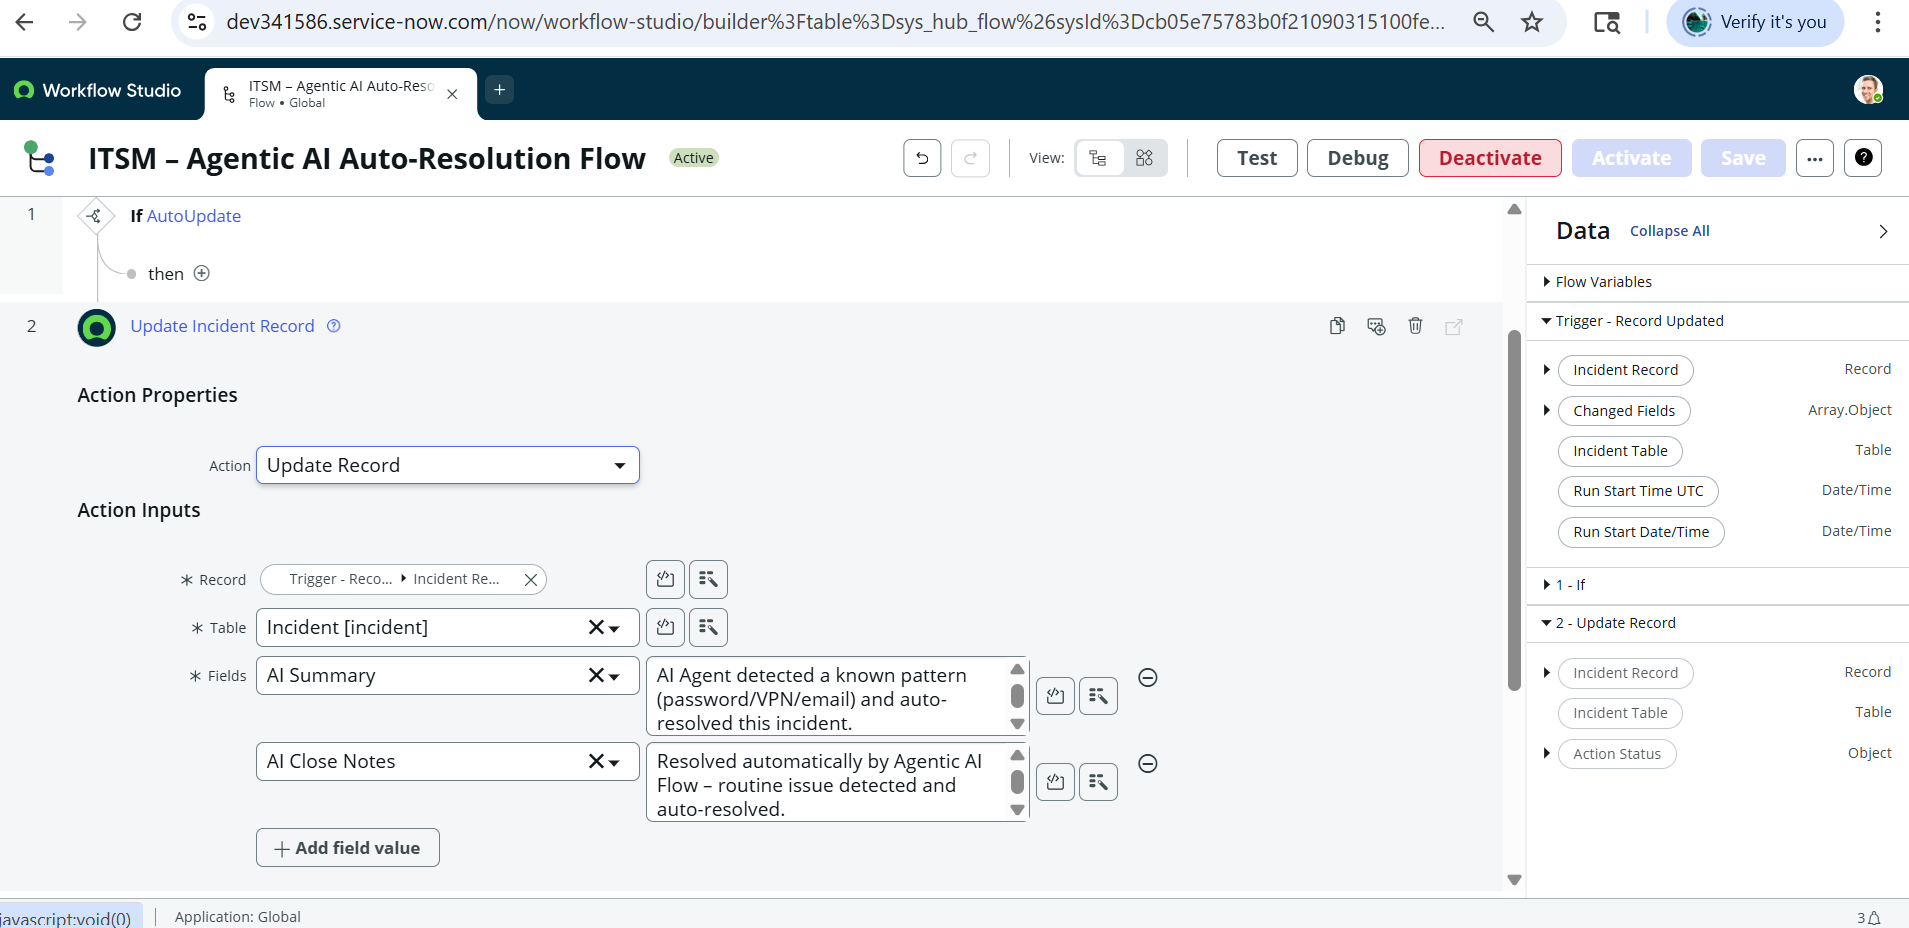 dev341586.service-now.com/now/workflow-studio/builder%3Ftable%3Dsys_hub_flow%26sysId%3Dcb05e75783b0f21090315100fe...
Verify it's you
Workflow Studio
ITSM – Agentic AI Auto-Reso
Flow • Global
ITSM – Agentic AI Auto-Resolution Flow
Active
View:
Test
Debug
Deactivate
Activate
Save
1
If AutoUpdate
then
2
Update Incident Record
Action Properties
Action
Update Record
Action Inputs
Record
Trigger - Reco...
Incident Re...
Table
Incident [incident]
Fields
AI Summary
AI Agent detected a known pattern
(password/VPN/email) and auto-
resolved this incident.
AI Close Notes
Resolved automatically by Agentic AI
Flow – routine issue detected and
auto-resolved.
+ Add field value
Data
Collapse All
Flow Variables
Trigger - Record Updated
Incident Record
Record
Changed Fields
Array.Object
Incident Table
Table
Run Start Time UTC
Date/Time
Run Start Date/Time
Date/Time
1 - If
2 - Update Record
Incident Record
Record
Incident Table
Table
Action Status
Object
javascript:void(0)
Application: Global
3